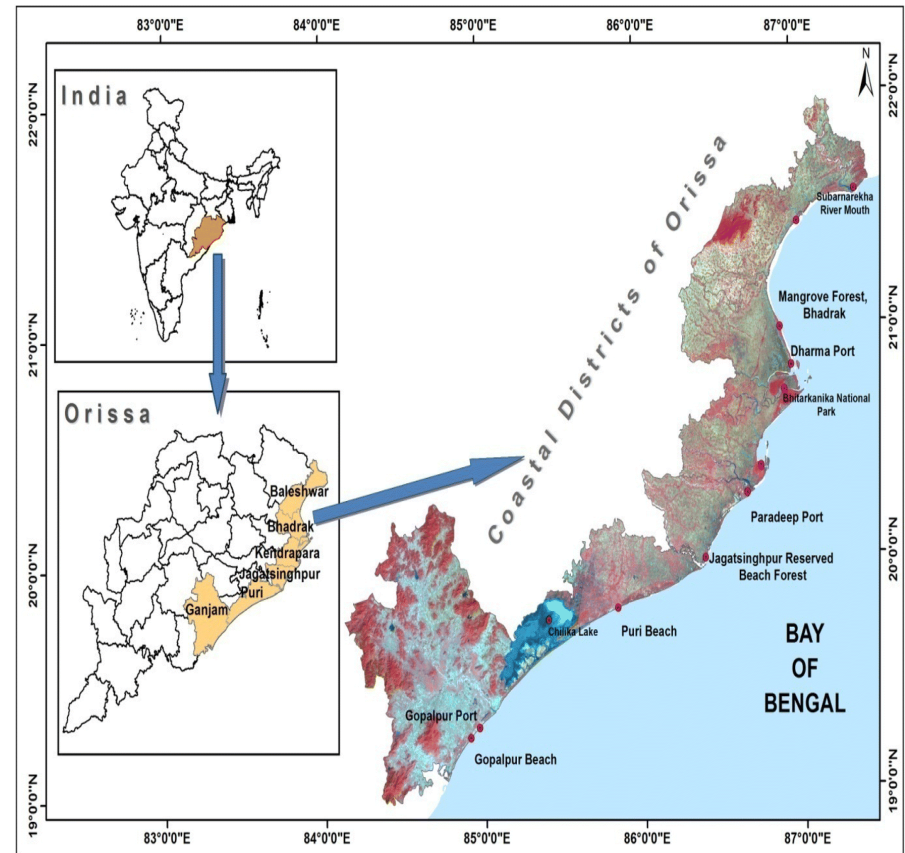 83°0'0"E
84°0'0"E
85°0'0"E
86°0'0"E
87°0'0"E
N
India
22°0'0"N
22°0'0"N
Coastal Districts of Orissa
Subarnarekha
River Mouth
Mangrove Forest,
Bhadrak
21°0'0"N
21°0'0"N
Dharma Port
Bhitarkanika National
Park
Orissa
Baleshwar
Bhadrak
Kendrapara
Jagatsinghpur
Puri
Ganjam
Paradeep Port
Jagatsinghpur Reserved
Beach Forest
20°0'0"N
20°0'0"N
Chilika Lake
Puri Beach
BAY
OF
BENGAL
Gopalpur Port
Gopalpur Beach
19°0'0"N
19°0'0"N
83°0'0"E
84°0'0"E
85°0'0"E
86°0'0"E
87°0'0"E